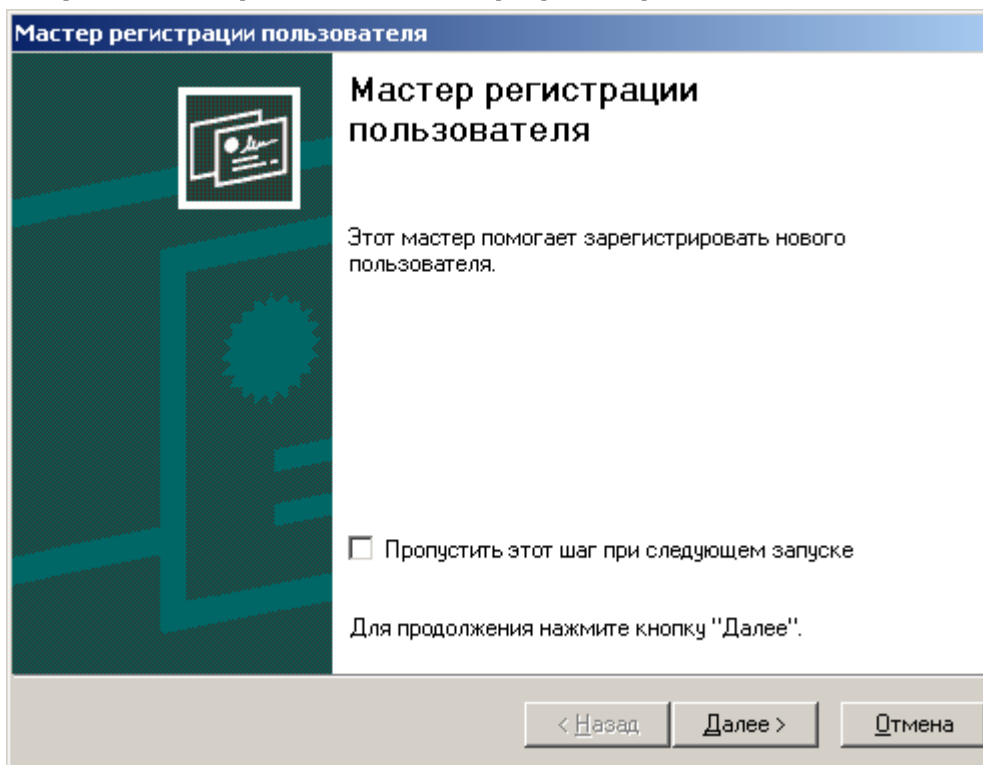 Мастер регистрации пользователя
Мастер регистрации
пользователя
Этот мастер помогает зарегистрировать нового
пользователя.
Пропустить этот шаг при следующем запуске
Для продолжения нажмите кнопку "Далее".
< Назад
Далее >
Отмена